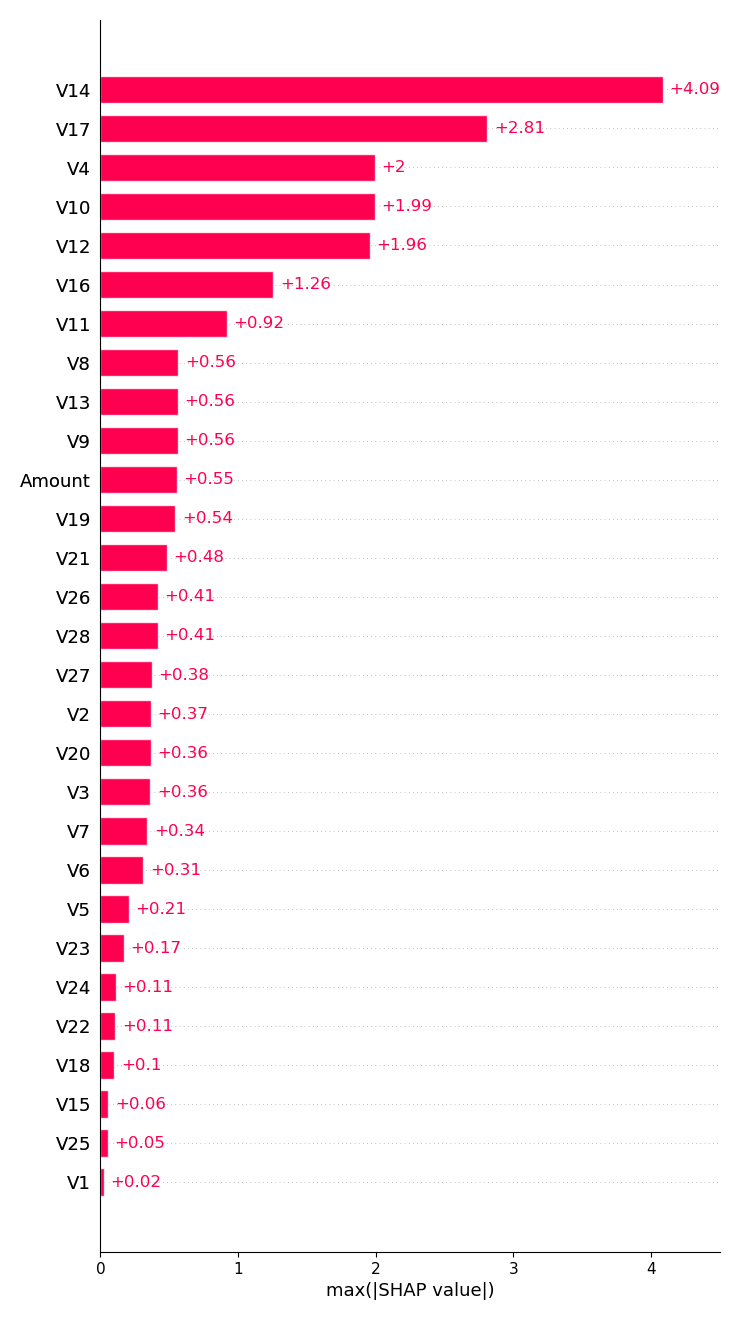 V14 +4.09
V17 +2.81
V4 +2
V10 +1.99
V12 +1.96
V16 +1.26
V11 +0.92
V8 +0.56
V13 +0.56
V9 +0.56
Amount +0.55
V19 +0.54
V21 +0.48
V26 +0.41
V28 +0.41
V27 +0.38
V2 +0.37
V20 +0.36
V3 +0.36
V7 +0.34
V6 +0.31
V5 +0.21
V23 +0.17
V24 +0.11
V22 +0.11
V18 +0.1
V15 +0.06
V25 +0.05
V1 +0.02
0 1 2 3 4
max(|SHAP value|)